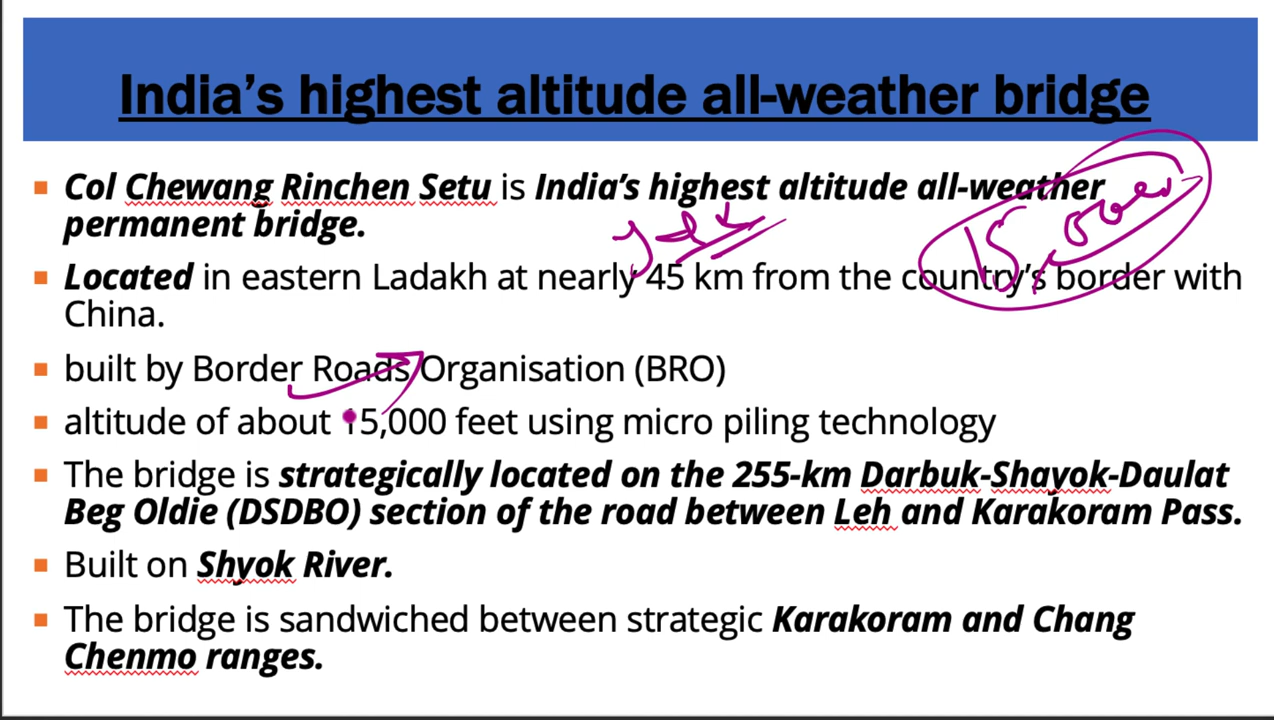 India’s highest altitude all-weather bridge
Col Chewang Rinchen Setu is India’s highest altitude all-weather
permanent bridge.
Located in eastern Ladakh at nearly 45 km from the country’s border with
China.
built by Border Roads Organisation (BRO)
altitude of about 15,000 feet using micro piling technology
The bridge is strategically located on the 255-km Darbuk-Shayok-Daulat
Beg Oldie (DSDBO) section of the road between Leh and Karakoram Pass.
Built on Shyok River.
The bridge is sandwiched between strategic Karakoram and Chang
Chenmo ranges.